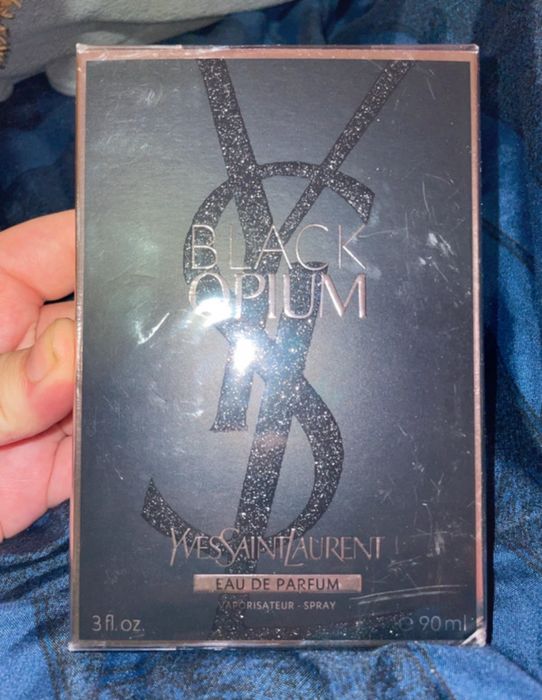 BLACK
OPIUM
YVESSAINTLAURENT
EAU DE PARFUM
VAPORISATEUR - SPRAY
3 fl. oz. ℮ 90 ml